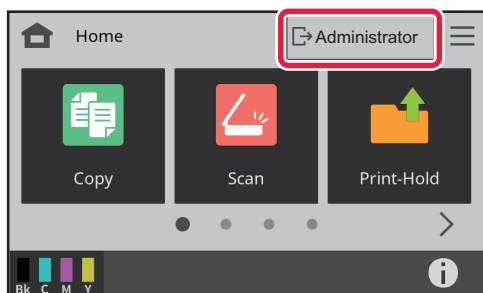 Home
Administrator
Copy
Scan
Print-Hold
Bk C M Y